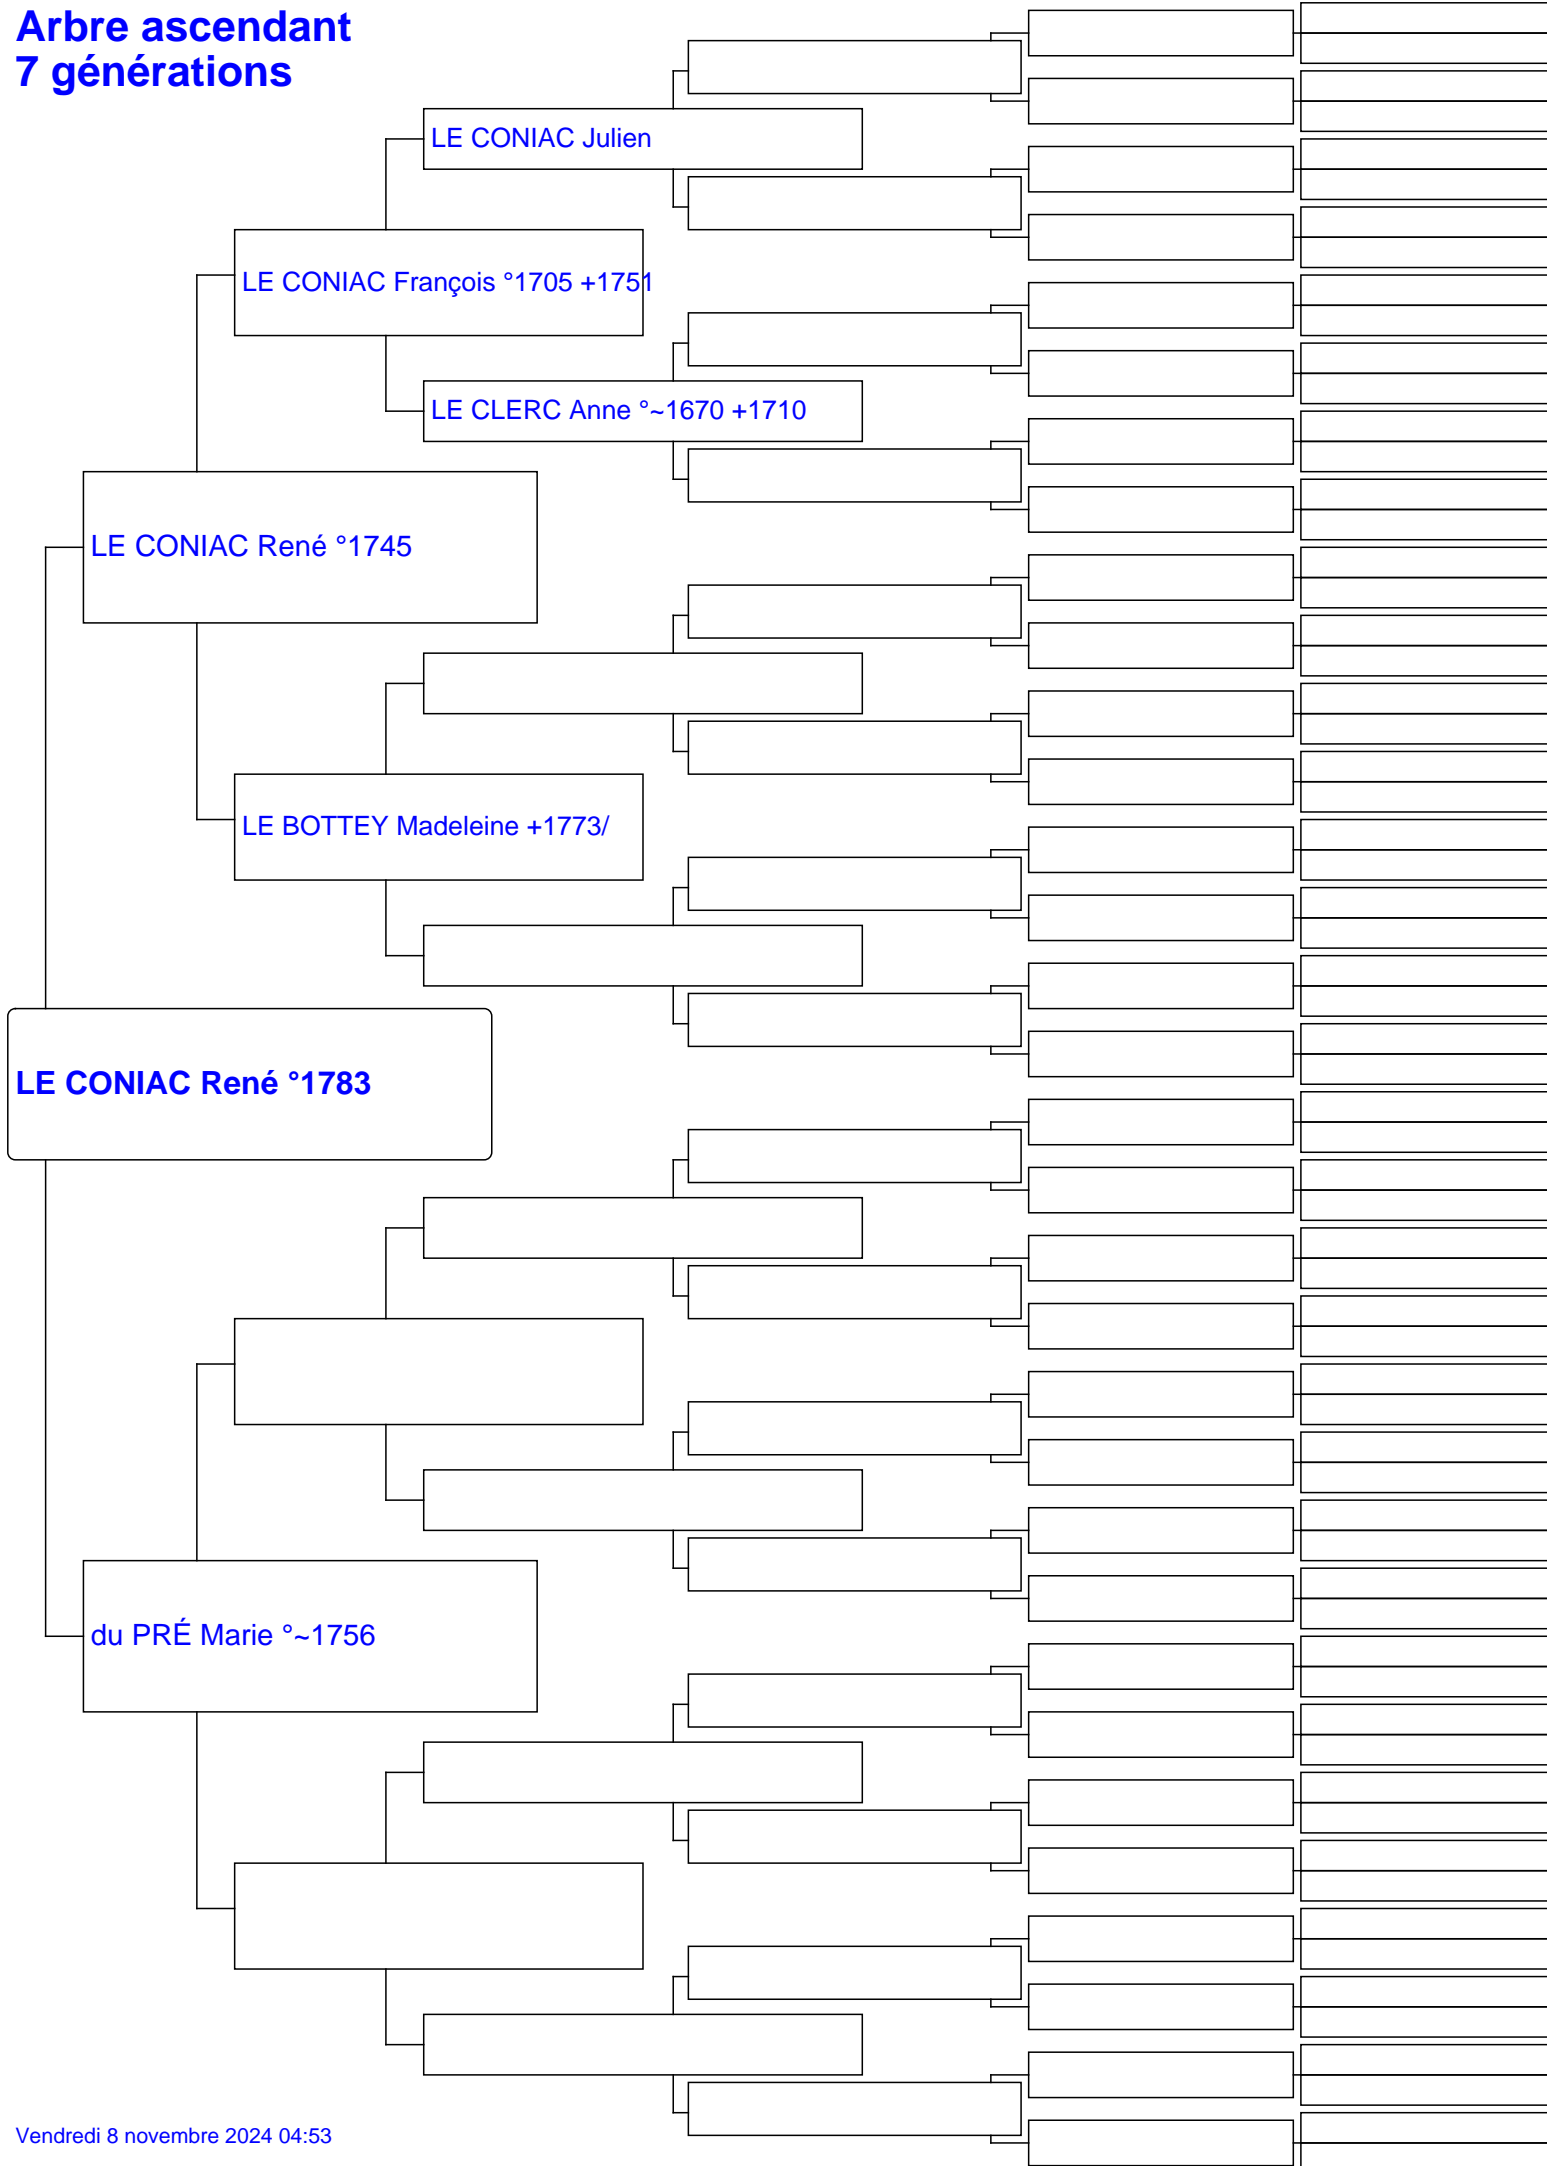 Arbre ascendant
7 générations
LE CONIAC Julien
LE CONIAC François °1705 +1751
LE CLERC Anne °~1670 +1710
LE CONIAC René °1745
LE BOTTEY Madeleine +1773/
LE CONIAC René °1783
du PRÉ Marie °~1756
Vendredi 8 novembre 2024 04:53